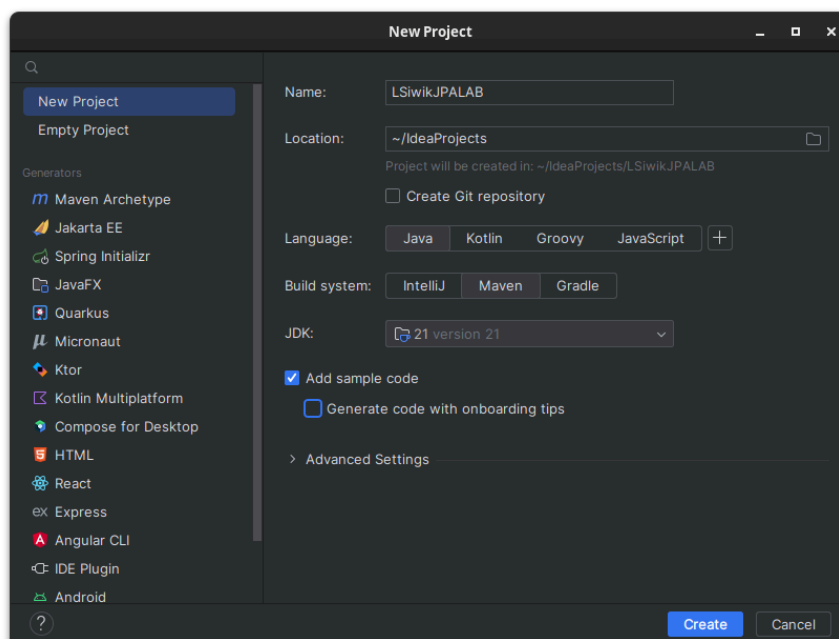 New Project
New Project
Empty Project
Generators
Maven Archetype
Jakarta EE
Spring Initializr
JavaFX
Quarkus
Micronaut
Ktor
Kotlin Multiplatform
Compose for Desktop
HTML
React
Express
Angular CLI
IDE Plugin
Android
Name: LSiwikJPALAB
Location: ~/IdeaProjects
Project will be created in: ~/IdeaProjects/LSiwikJPALAB
Create Git repository
Language: Java Kotlin Groovy JavaScript +
Build system: IntelliJ Maven Gradle
JDK: 21 version 21
Add sample code
Generate code with onboarding tips
Advanced Settings
? Create Cancel